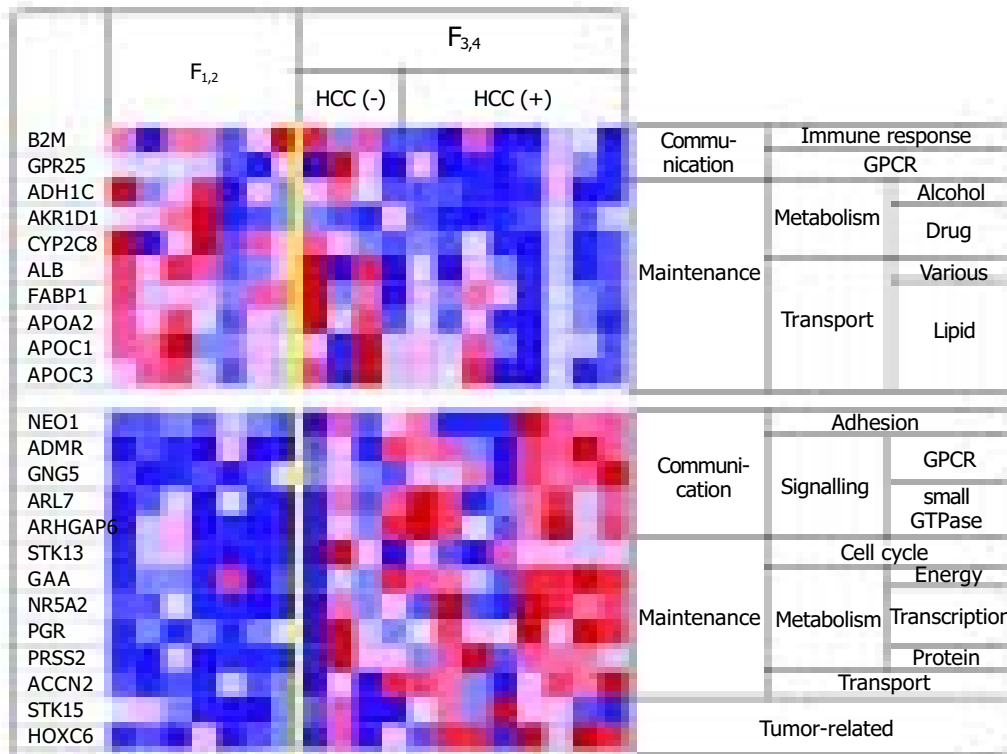 F1,2
F3,4
HCC (-)
HCC (+)
B2M
GPR25
ADH1C
AKR1D1
CYP2C8
ALB
FABP1
APOA2
APOC1
APOC3
Commu-
nication
Immune response
GPCR
Maintenance
Metabolism
Alcohol
Drug
Transport
Various
Lipid
NEO1
ADMR
GNG5
ARL7
ARHGAP6
STK13
GAA
NR5A2
PGR
PRSS2
ACCN2
STK15
HOXC6
Communi-
cation
Adhesion
Signalling
GPCR
small
GTPase
Maintenance
Cell cycle
Metabolism
Energy
Transcription
Protein
Transport
Tumor-related